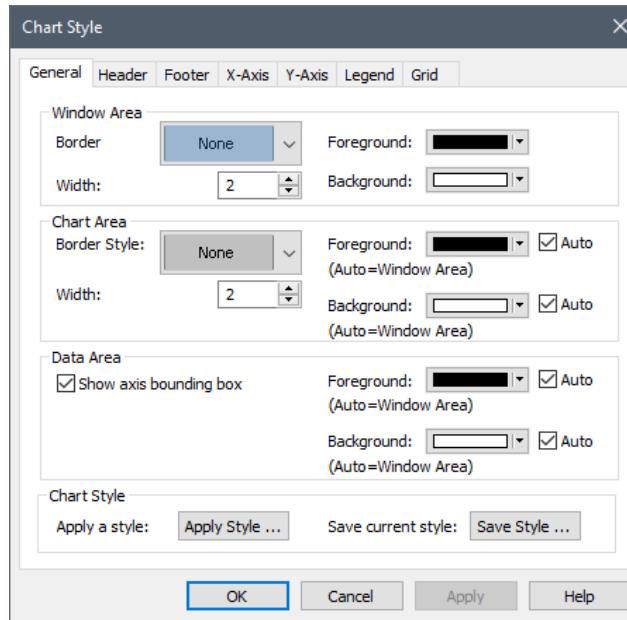 Chart Style
General Header Footer X-Axis Y-Axis Legend Grid
Window Area
Border None Foreground:
Width: 2 Background:
Chart Area
Border Style: None Foreground: Auto
(Auto=Window Area)
Width: 2 Background: Auto
(Auto=Window Area)
Data Area
Show axis bounding box Foreground: Auto
(Auto=Window Area)
Background: Auto
(Auto=Window Area)
Chart Style
Apply a style: Apply Style ... Save current style: Save Style ...
OK Cancel Apply Help